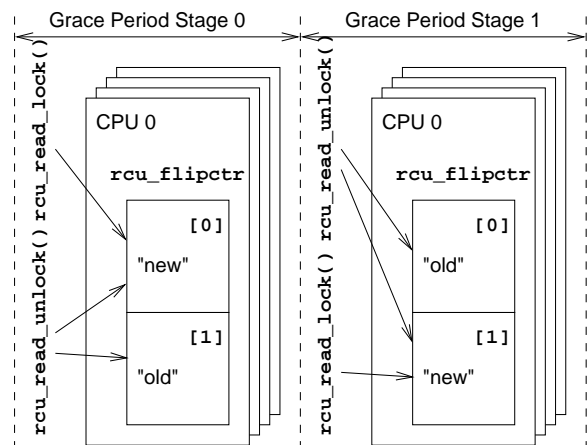 Grace Period Stage 0
Grace Period Stage 1
rcu_read_lock()
rcu_read_unlock()
CPU 0
rcu_flipctr
[0]
"new"
[1]
"old"
rcu_read_unlock()
rcu_read_lock()
CPU 0
rcu_flipctr
[0]
"old"
[1]
"new"